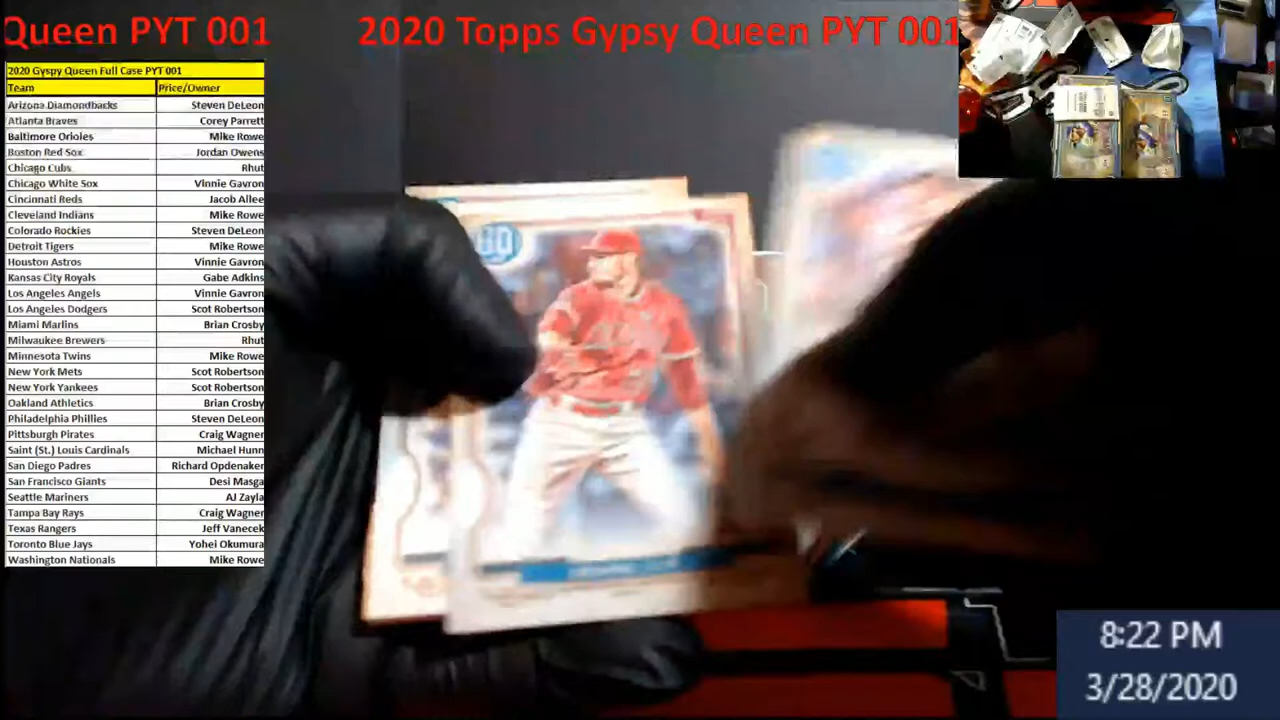 Queen PYT 001 2020 Topps Gypsy Queen PYT 001
2020 Gyspy Queen Full Case PYT 001
Team Price/Owner
Arizona Diamondbacks Steven DeLeon
Atlanta Braves Corey Parrett
Baltimore Orioles Mike Rowe
Boston Red Sox Jordan Owens
Chicago Cubs Rhut
Chicago White Sox Vinnie Gavron
Cincinnati Reds Jacob Allee
Cleveland Indians Mike Rowe
Colorado Rockies Steven DeLeon
Detroit Tigers Mike Rowe
Houston Astros Vinnie Gavron
Kansas City Royals Gabe Adkins
Los Angeles Angels Vinnie Gavron
Los Angeles Dodgers Scot Robertson
Miami Marlins Brian Crosby
Milwaukee Brewers Rhut
Minnesota Twins Mike Rowe
New York Mets Scot Robertson
New York Yankees Scot Robertson
Oakland Athletics Brian Crosby
Philadelphia Phillies Steven DeLeon
Pittsburgh Pirates Craig Wagner
Saint (St.) Louis Cardinals Michael Hunn
San Diego Padres Richard Opdenaker
San Francisco Giants Desi Masga
Seattle Mariners AJ Zayla
Tampa Bay Rays Craig Wagner
Texas Rangers Jeff Vanecek
Toronto Blue Jays Yohei Okumura
Washington Nationals Mike Rowe
GQ
8:22 PM
3/28/2020